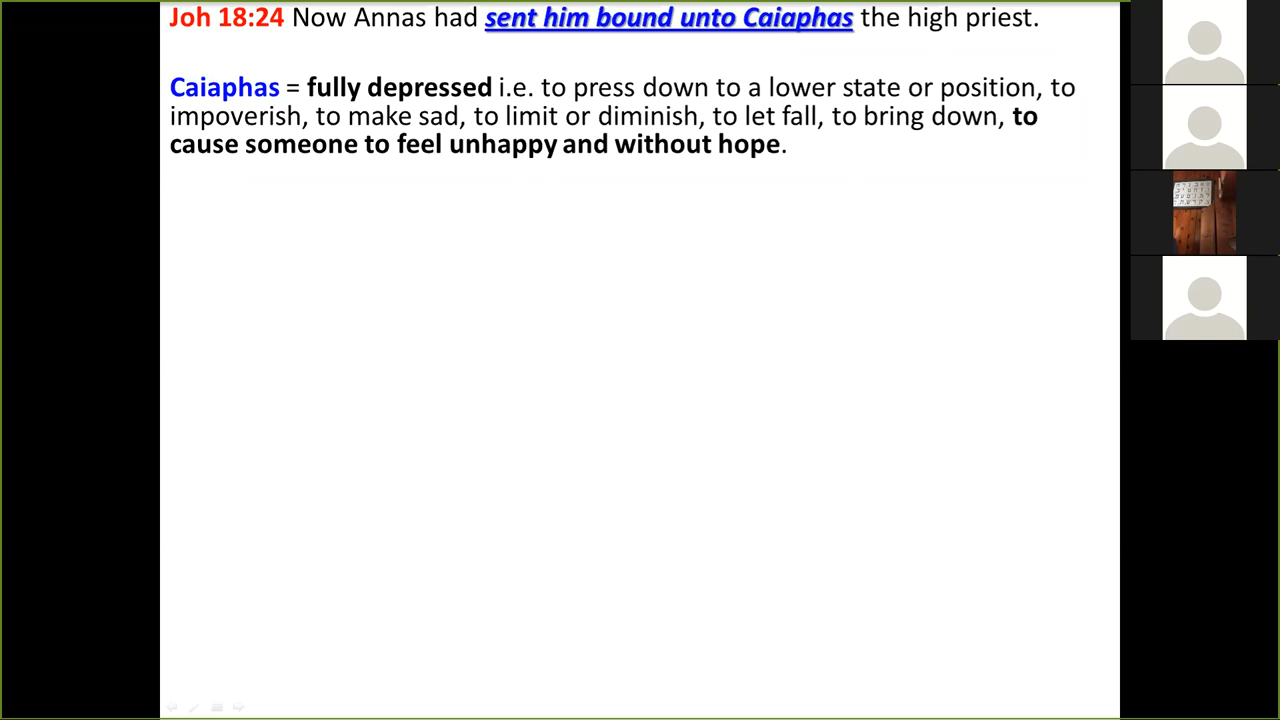 Joh 18:24 Now Annas had sent him bound unto Caiaphas the high priest.
Caiaphas = fully depressed i.e. to press down to a lower state or position, to
impoverish, to make sad, to limit or diminish, to let fall, to bring down, to
cause someone to feel unhappy and without hope.